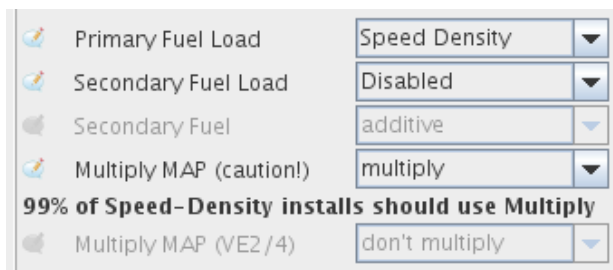 Primary Fuel Load Speed Density
Secondary Fuel Load Disabled
Secondary Fuel additive
Multiply MAP (caution!) multiply
99% of Speed-Density installs should use Multiply
Multiply MAP (VE2/4) don't multiply